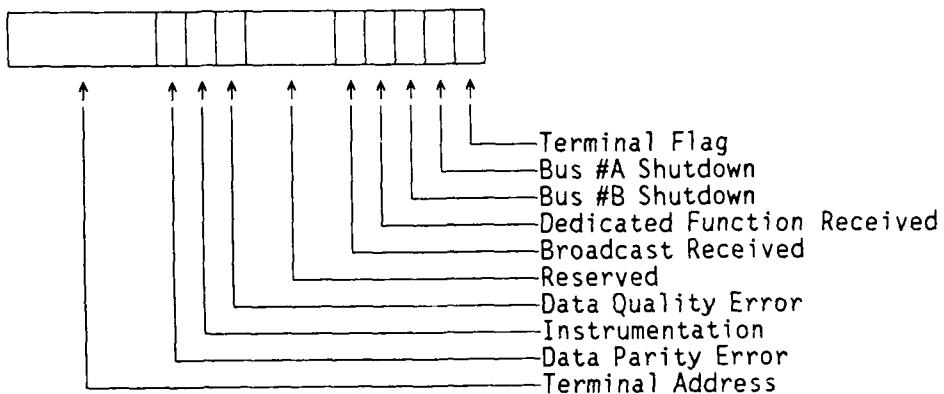 Terminal Flag
Bus #A Shutdown
Bus #B Shutdown
Dedicated Function Received
Broadcast Received
Reserved
Data Quality Error
Instrumentation
Data Parity Error
Terminal Address